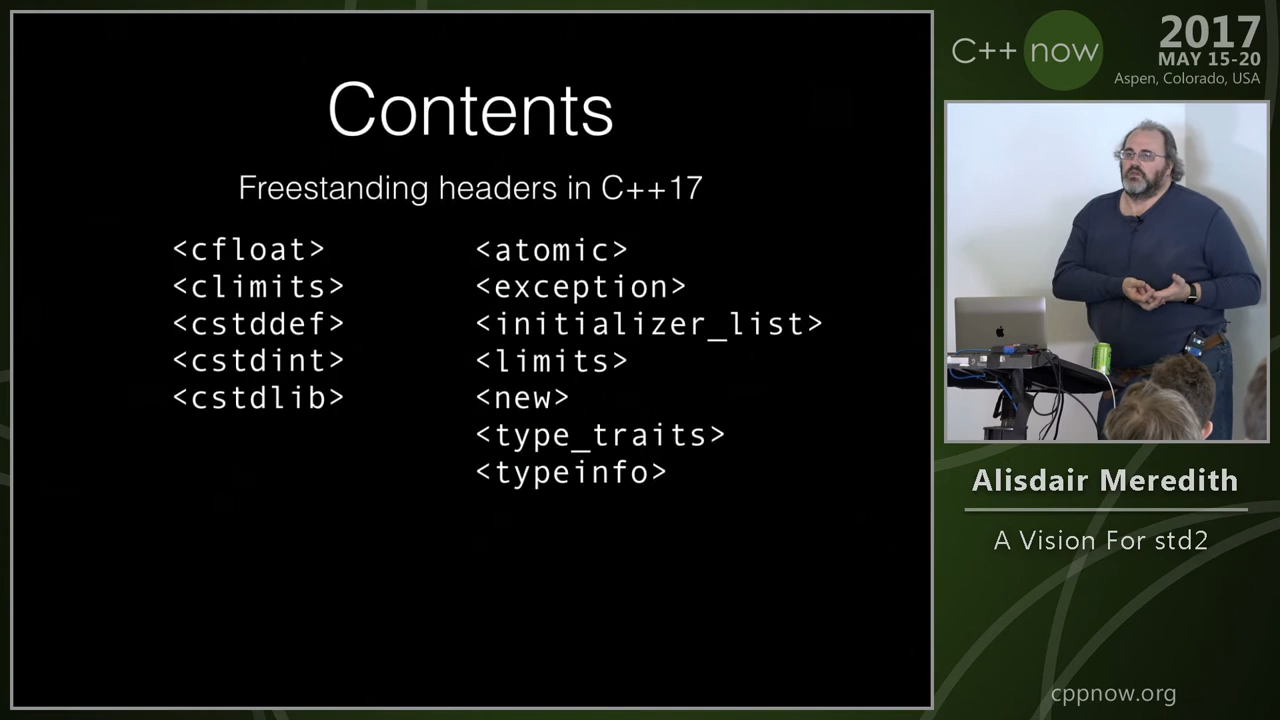 Contents
Freestanding headers in C++17
<cfloat>
<climits>
<cstddef>
<cstdint>
<cstdlib>
<atomic>
<exception>
<initializer_list>
<limits>
<new>
<type_traits>
<typeinfo>
C++ now
2017
MAY 15-20
Aspen, Colorado, USA
Alisdair Meredith
A Vision For std2
cppnow.org